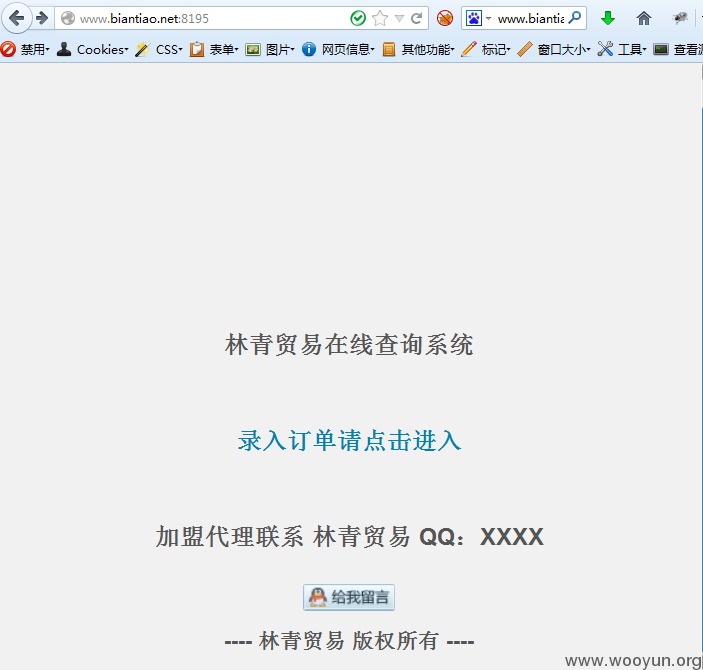 www.biantiao.net:8195
www.biantia
禁用 Cookies CSS 表单 图片 网页信息 其他功能 标记 窗口大小 工具 查看
林青贸易在线查询系统
录入订单请点击进入
加盟代理联系 林青贸易 QQ：XXXX
给我留言
---- 林青贸易 版权所有 ----
www.wooyun.org